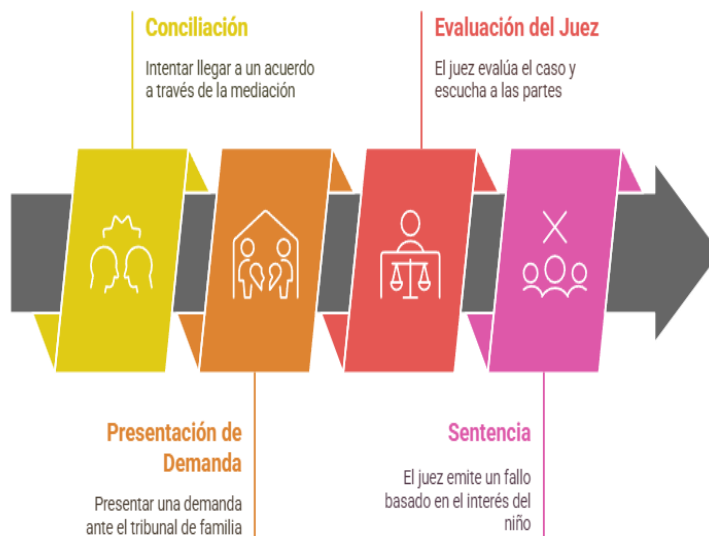 Conciliación
Intentar llegar a un acuerdo
a través de la mediación
Evaluación del Juez
El juez evalúa el caso y
escucha a las partes
Presentación de
Demanda
Presentar una demanda
ante el tribunal de familia
Sentencia
El juez emite un fallo
basado en el interés del
niño